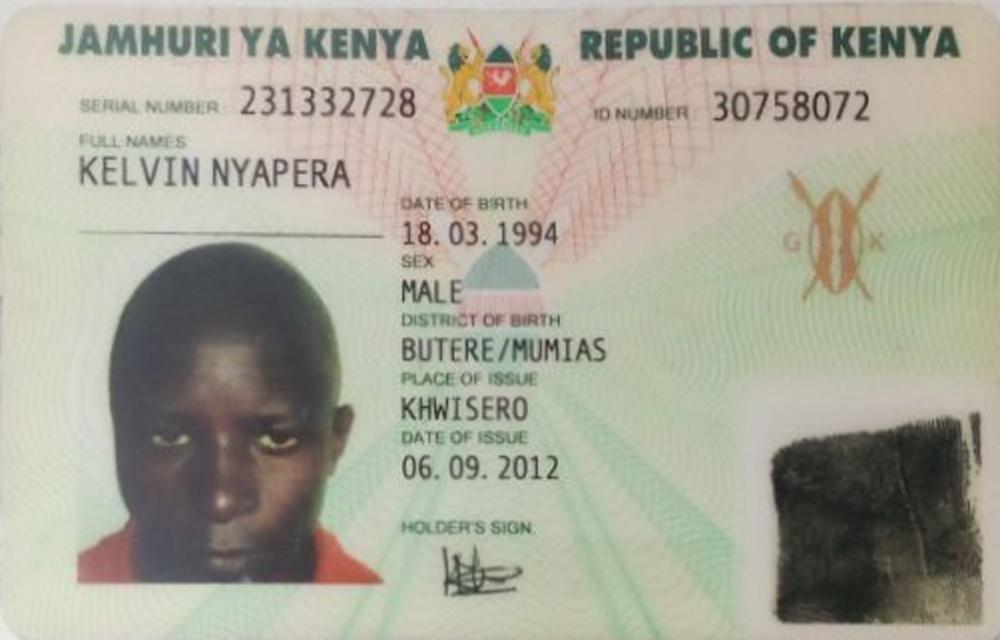 JAMHURI YA KENYA REPUBLIC OF KENYA
SERIAL NUMBER 231332728 ID NUMBER 30758072
FULL NAMES
KELVIN NYAPERA
DATE OF BIRTH
18. 03. 1994
SEX
MALE
DISTRICT OF BIRTH
BUTERE/MUMIAS
PLACE OF ISSUE
KHWISERO
DATE OF ISSUE
06. 09. 2012
HOLDER'S SIGN.
G K